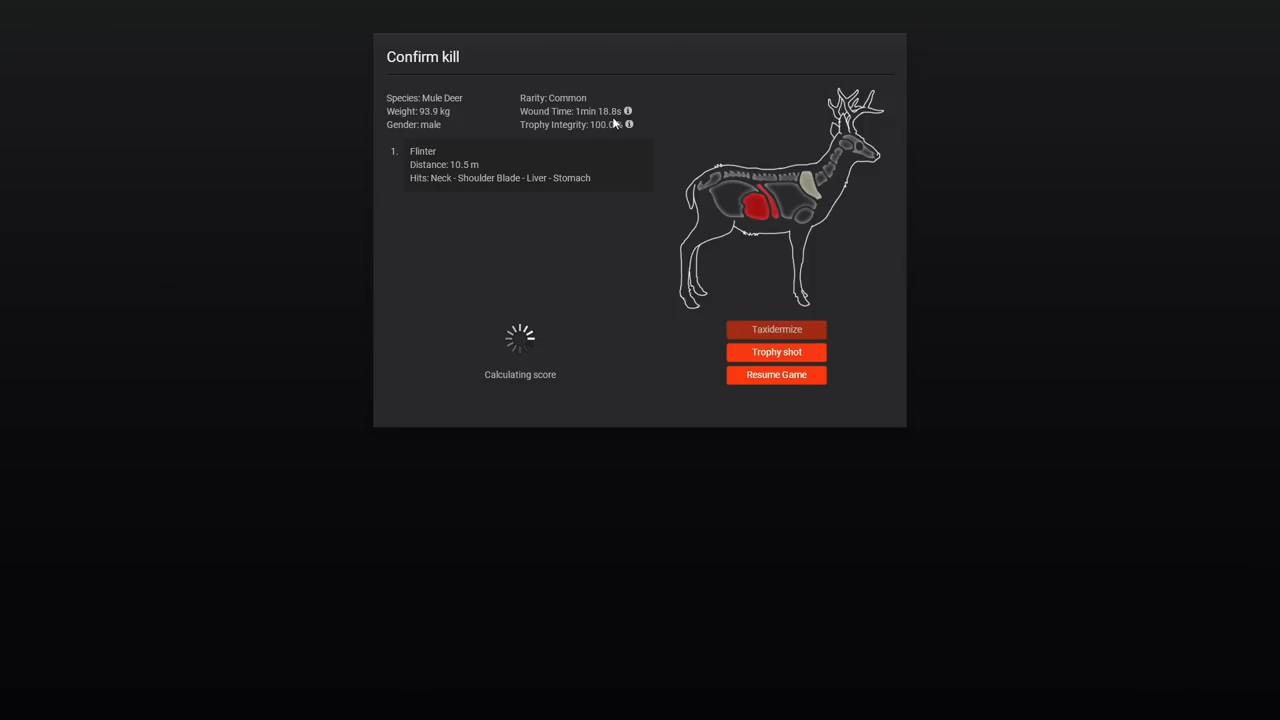 Confirm kill
Species: Mule Deer
Weight: 93.9 kg
Gender: male
Rarity: Common
Wound Time: 1min 18.8s
Trophy Integrity: 100.0%
1. Flinter
Distance: 10.5 m
Hits: Neck - Shoulder Blade - Liver - Stomach
Calculating score
Taxidermize
Trophy shot
Resume Game